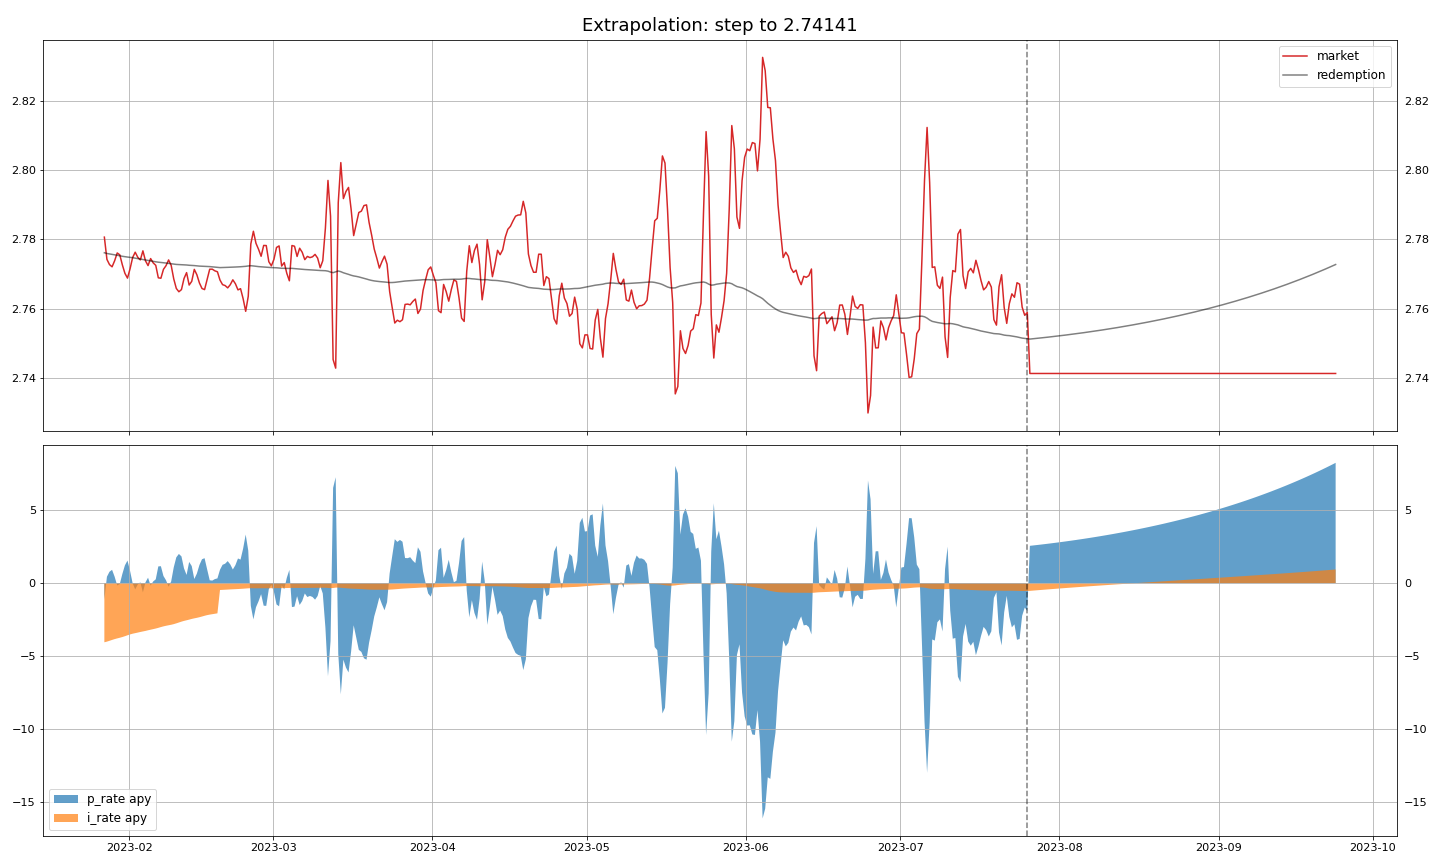 Extrapolation: step to 2.74141
market
redemption
2.82 2.82
2.80 2.80
2.78 2.78
2.76 2.76
2.74 2.74
5 5
0 0
−5 −5
−10 −10
−15 −15
p_rate apy
i_rate apy
2023-02 2023-03 2023-04 2023-05 2023-06 2023-07 2023-08 2023-09 2023-10